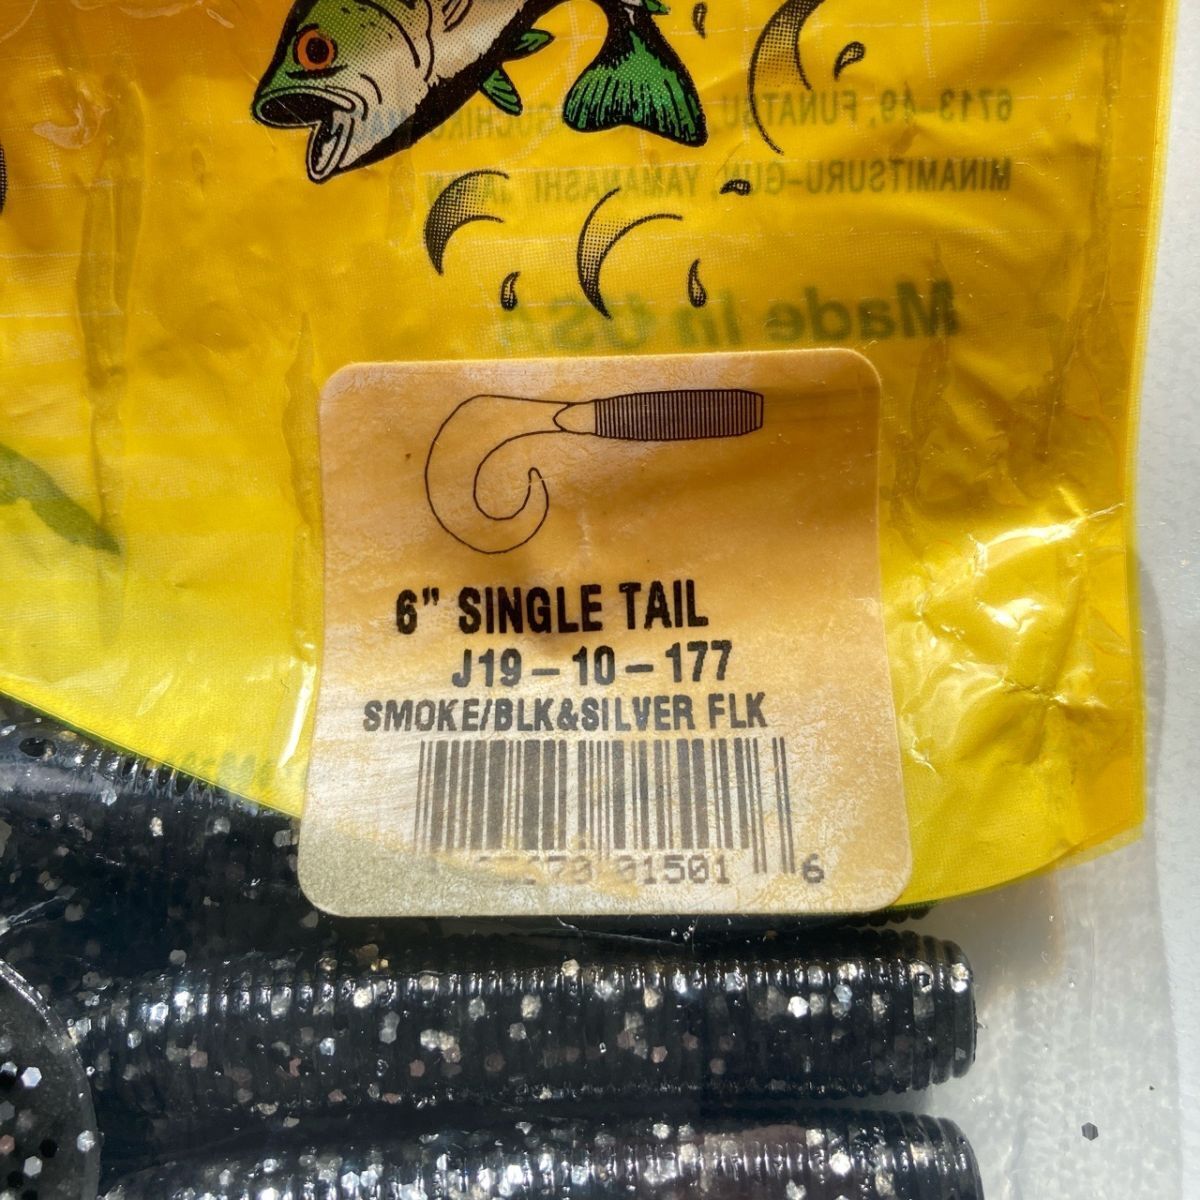 6713-49, FUNATSU,
MINAMITSURU-GUN, YAMANASHI JAPAN
Made in USA
6" SINGLE TAIL
J19-10-177
SMOKE/BLK&SILVER FLK
01501 6